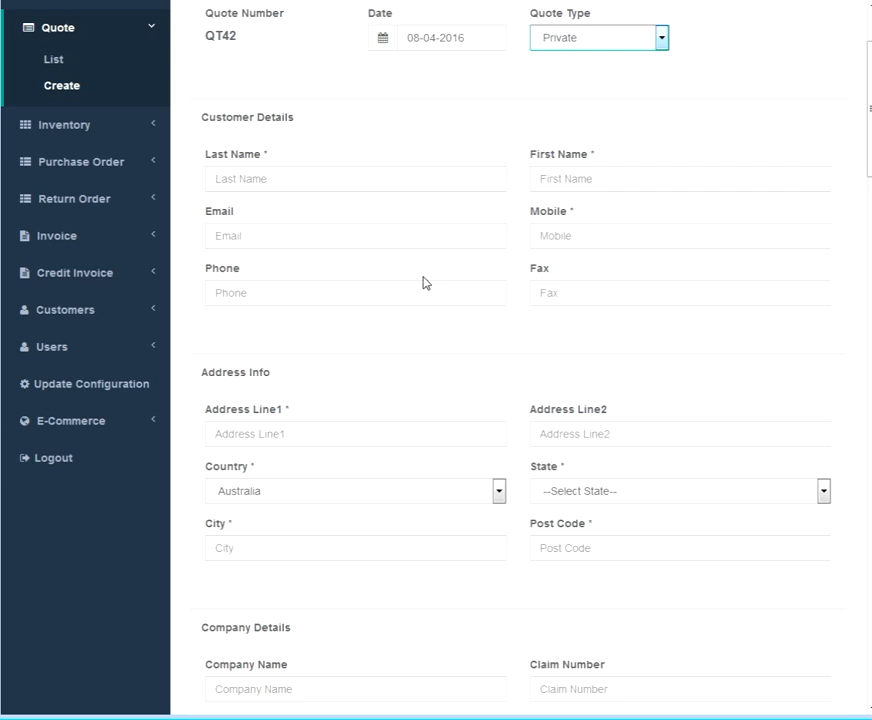 Quote
List
Create
Inventory
Purchase Order
Return Order
Invoice
Credit Invoice
Customers
Users
Update Configuration
E-Commerce
Logout
Quote Number
QT42
Date
08-04-2016
Quote Type
Private
Customer Details
Last Name *
Last Name
First Name *
First Name
Email
Email
Mobile *
Mobile
Phone
Phone
Fax
Fax
Address Info
Address Line1 *
Address Line1
Address Line2
Address Line2
Country *
Australia
State *
--Select State--
City *
City
Post Code *
Post Code
Company Details
Company Name
Company Name
Claim Number
Claim Number